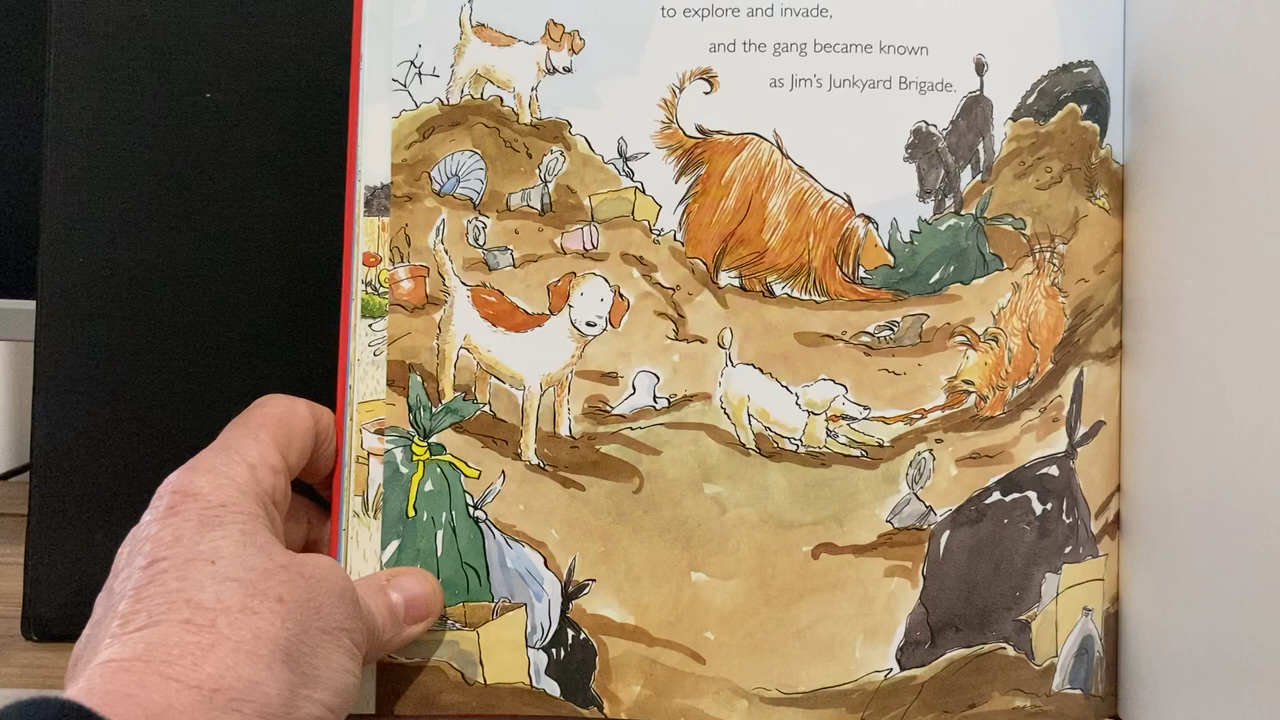 to explore and invade,
and the gang became known
as Jim's Junkyard Brigade.